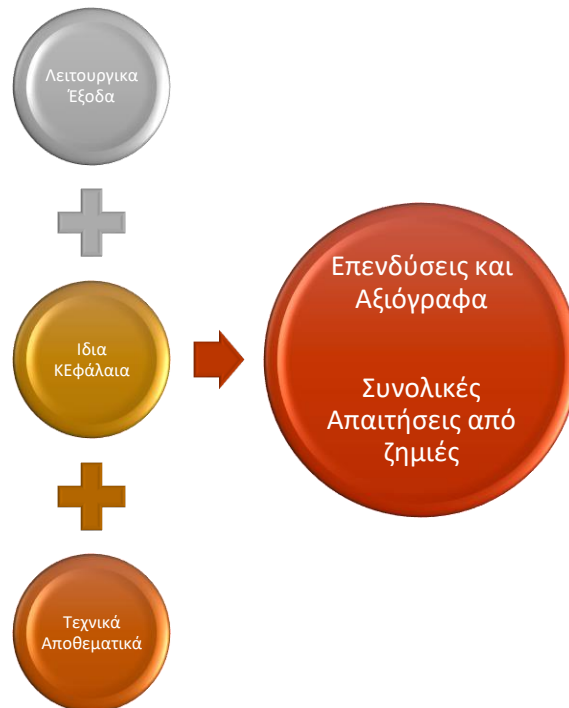 Λειτουργικα
Έξοδα
Ιδια
ΚΕφάλαια
Τεχνικά
Αποθεματικά
Επενδύσεις και
Αξιόγραφα
Συνολικές
Απαιτήσεις από
ζημιές